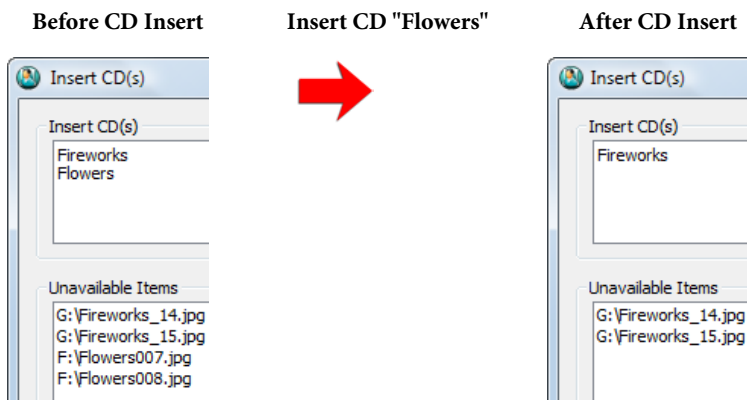 Before CD Insert
Insert CD "Flowers"
After CD Insert
Insert CD(s)
Insert CD(s)
Fireworks
Flowers
Unavailable Items
G:\Fireworks_14.jpg
G:\Fireworks_15.jpg
F:\Flowers007.jpg
F:\Flowers008.jpg
Insert CD(s)
Insert CD(s)
Fireworks
Unavailable Items
G:\Fireworks_14.jpg
G:\Fireworks_15.jpg